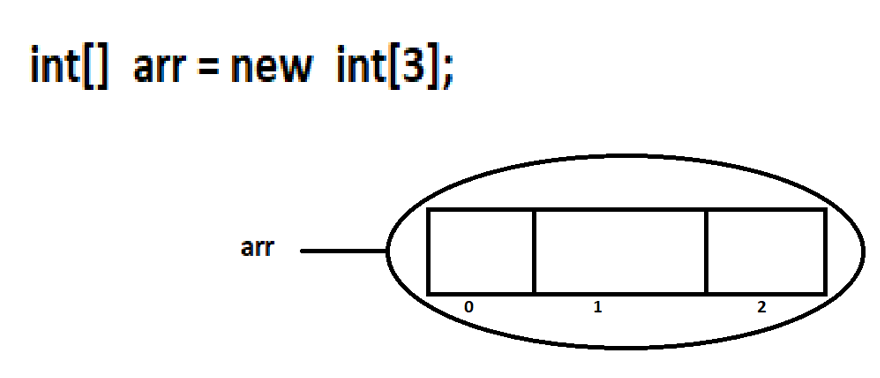 int[] arr = new int[3];
arr
0 1 2